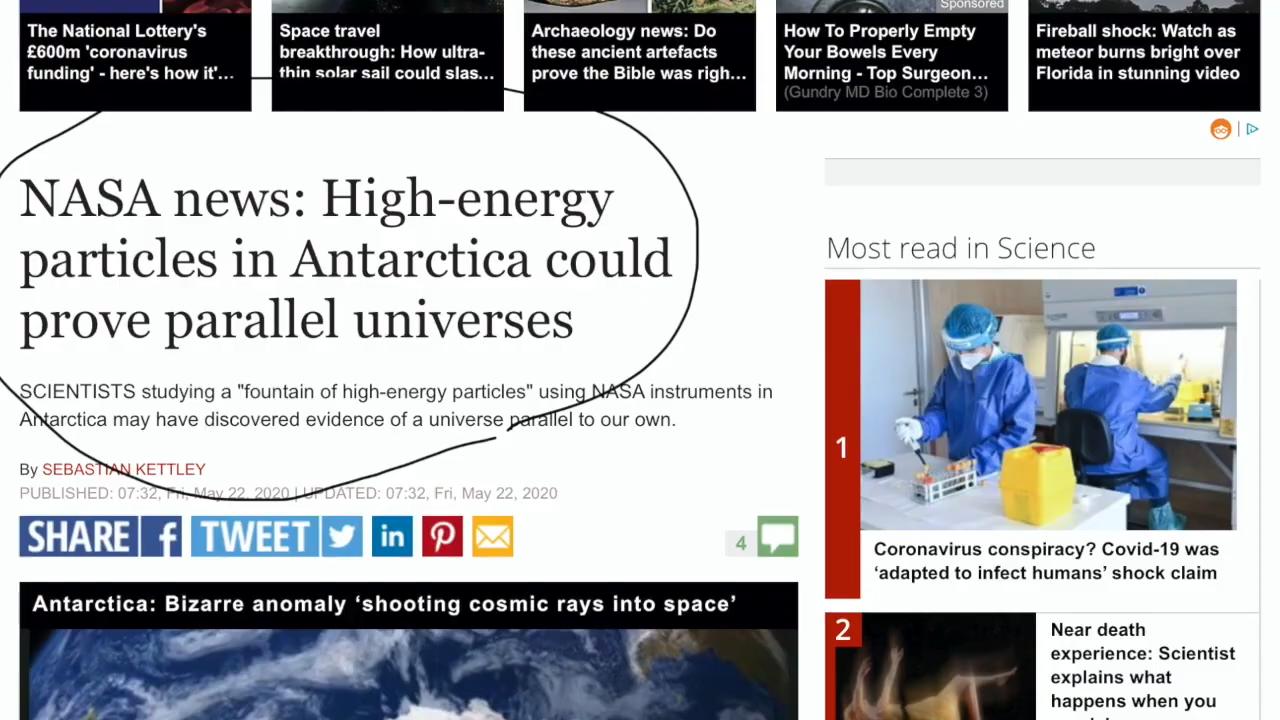 The National Lottery's
£600m 'coronavirus
funding' - here's how it'...
Space travel
breakthrough: How ultra-
thin solar sail could slas...
Archaeology news: Do
these ancient artefacts
prove the Bible was righ...
Sponsored
How To Properly Empty
Your Bowels Every
Morning - Top Surgeon...
(Gundry MD Bio Complete 3)
Fireball shock: Watch as
meteor burns bright over
Florida in stunning video
NASA news: High-energy
particles in Antarctica could
prove parallel universes
SCIENTISTS studying a "fountain of high-energy particles" using NASA instruments in
Antarctica may have discovered evidence of a universe parallel to our own.
By SEBASTIAN KETTLEY
PUBLISHED: 07:32, Fri, May 22, 2020 | UPDATED: 07:32, Fri, May 22, 2020
SHARE f TWEET in
4
Antarctica: Bizarre anomaly ‘shooting cosmic rays into space’
Most read in Science
1
Coronavirus conspiracy? Covid-19 was
‘adapted to infect humans’ shock claim
2
Near death
experience: Scientist
explains what
happens when you